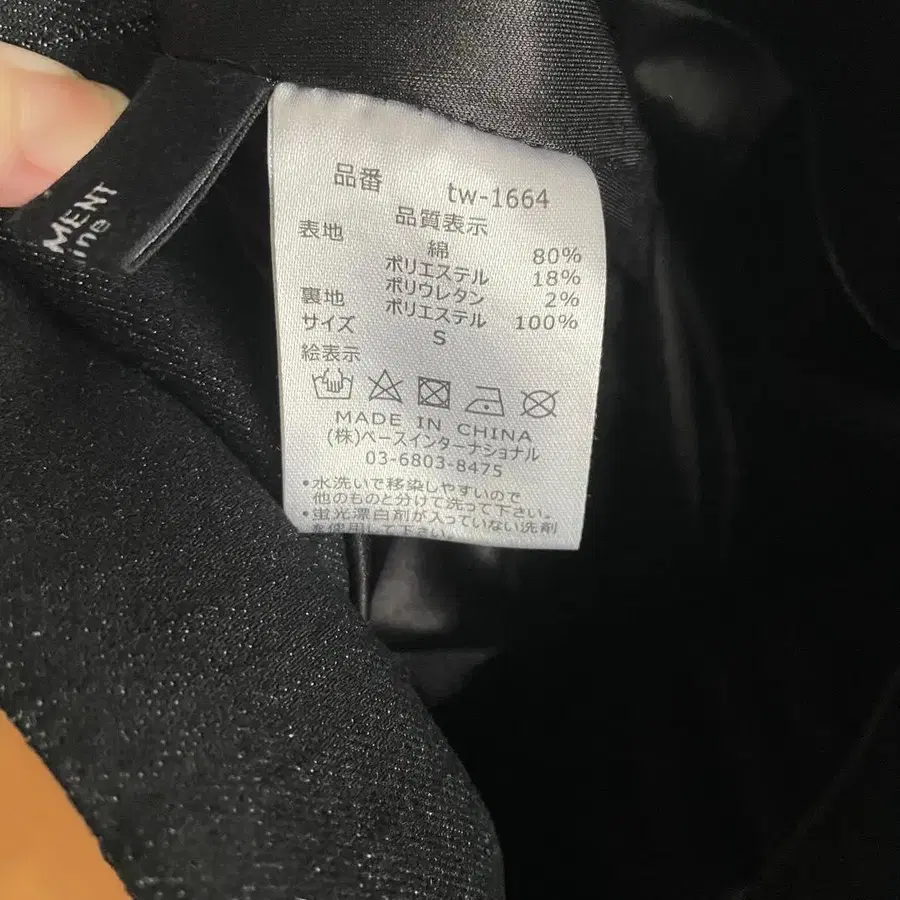 MENT
ine
品番 tw-1664
品質表示
表地 綿 80%
ポリエステル 18%
ポリウレタン 2%
裏地 ポリエステル 100%
サイズ S
絵表示
MADE IN CHINA
(株)ベースインターナショナル
03-6803-8475
•水洗いで移染しやすいので
他のものと分けて洗って下さい。
•蛍光漂白剤が入っていない洗剤
を使用して下さい。